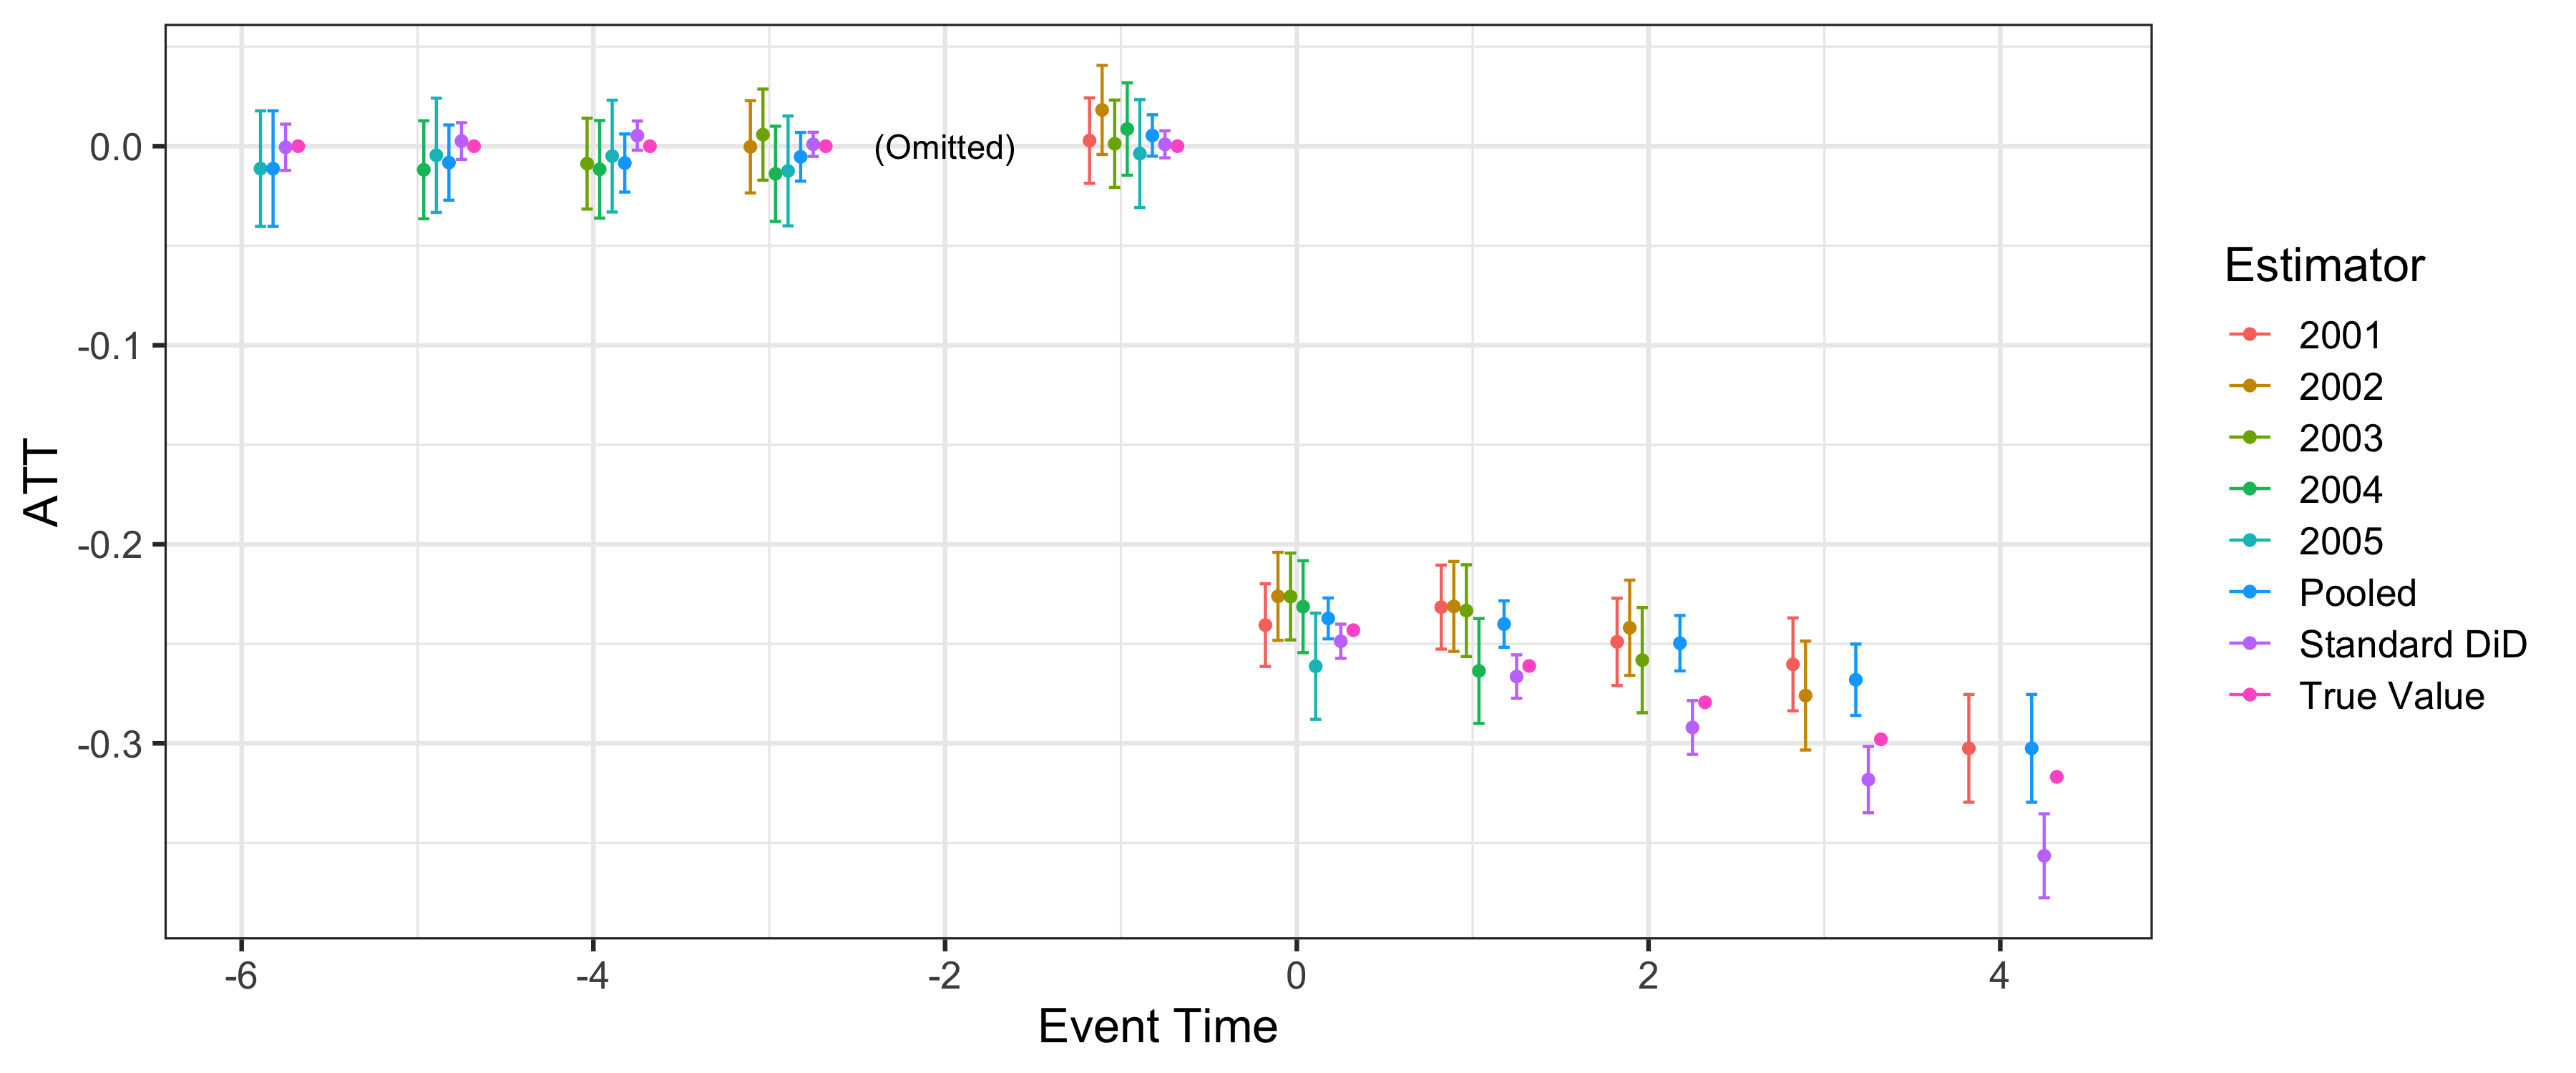 0.0
-0.1
-0.2
-0.3
ATT
(Omitted)
-6
-4
-2
0
2
4
Event Time
Estimator
2001
2002
2003
2004
2005
Pooled
Standard DiD
True Value